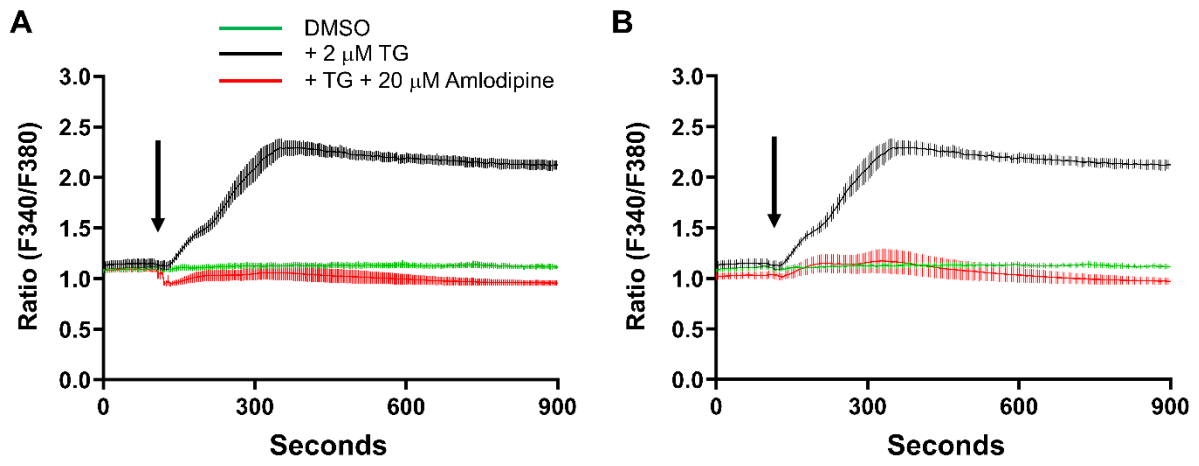 A
DMSO
+ 2 μM TG
+ TG + 20 μM Amlodipine
Ratio (F340/F380)
3.0
2.5
2.0
1.5
1.0
0.5
0.0
0 300 600 900
Seconds
B
Ratio (F340/F380)
3.0
2.5
2.0
1.5
1.0
0.5
0.0
0 300 600 900
Seconds